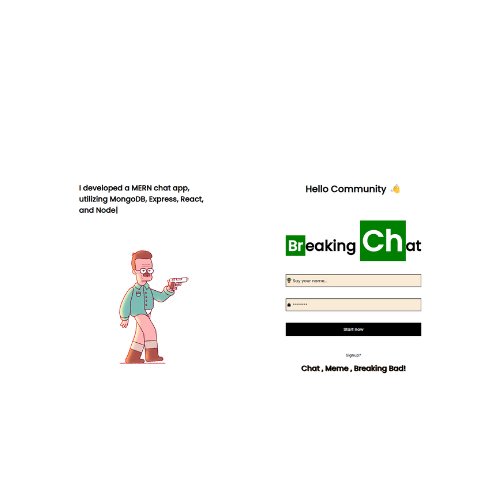 I developed a MERN chat app,
utilizing MongoDB, Express, React,
and Node|
Hello Community 👋
Breaking Chat
Say your name..
*******
Start now
Signup?
Chat , Meme , Breaking Bad!